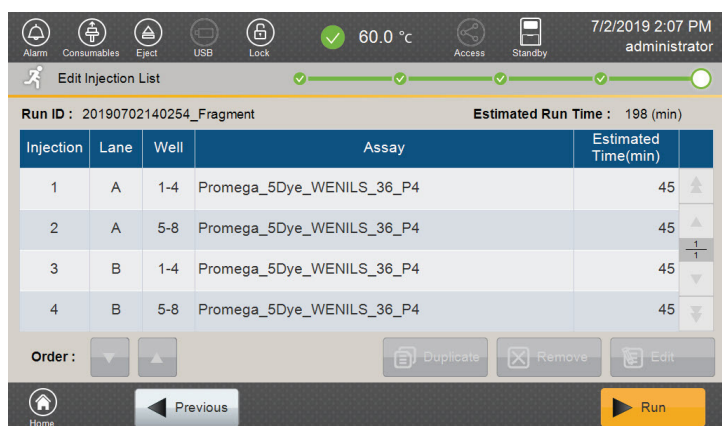 Alarm Consumables Eject USB Lock 60.0 °c Access Standby 7/2/2019 2:07 PM
administrator
Edit Injection List
Run ID : 20190702140254_Fragment Estimated Run Time : 198 (min)
Injection Lane Well Assay Estimated Time(min)
1 A 1-4 Promega_5Dye_WENILS_36_P4 45
2 A 5-8 Promega_5Dye_WENILS_36_P4 45
1
1
3 B 1-4 Promega_5Dye_WENILS_36_P4 45
4 B 5-8 Promega_5Dye_WENILS_36_P4 45
Order : Duplicate Remove Edit
Home Previous Run